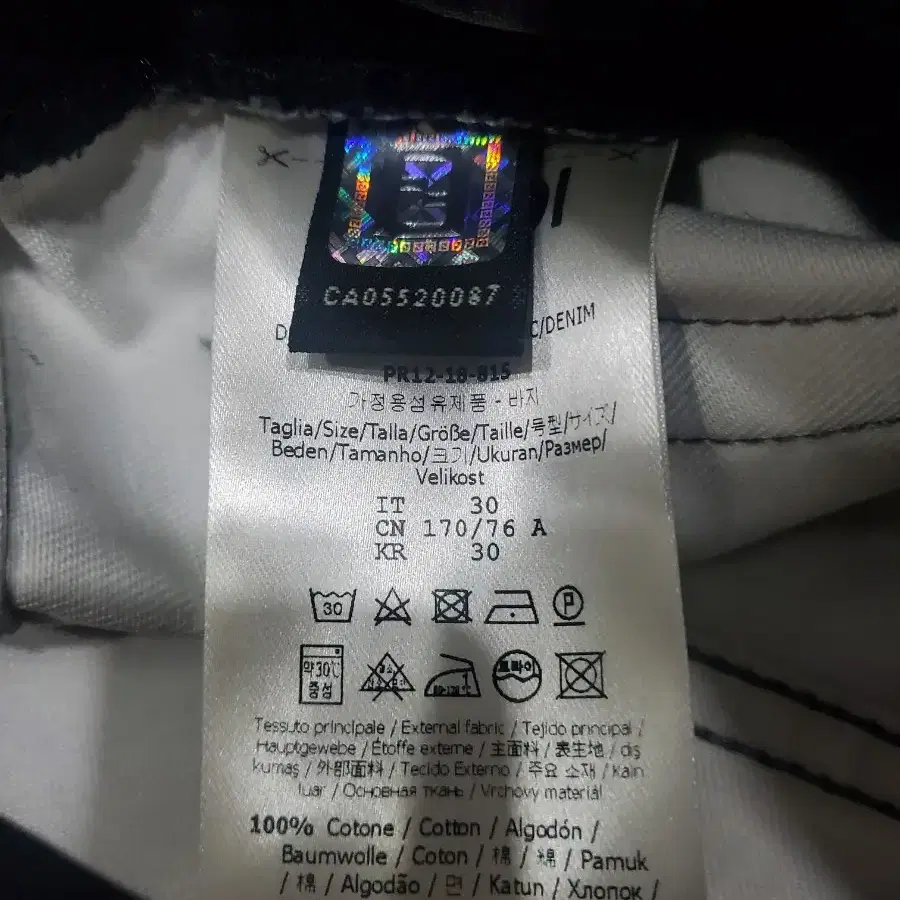 CA05520087
C/DENIM
PR12-18-815
가정용섬유제품 - 바지
Taglia/Size/Talla/Größe/Taille/号型/サイズ/
Beden/Tamanho/크기/Ukuran/Размер/
Velikost
IT 30
CN 170/76 A
KR 30
30 P
약30℃
중성
드라이
Tessuto principale / External fabric / Tejido principal /
Hauptgewebe / Étoffe externe / 主面料 / 表生地 / dış
kumaş / 外部面料 / Tecido Externo / 주요 소재 / Kain
luar / Основная ткань / Vrchový materiál
100% Cotone / Cotton / Algodón /
Baumwolle / Coton / 棉 / 綿 / Pamuk
/ 棉 / Algodão / 면 / Katun / Хлопок /